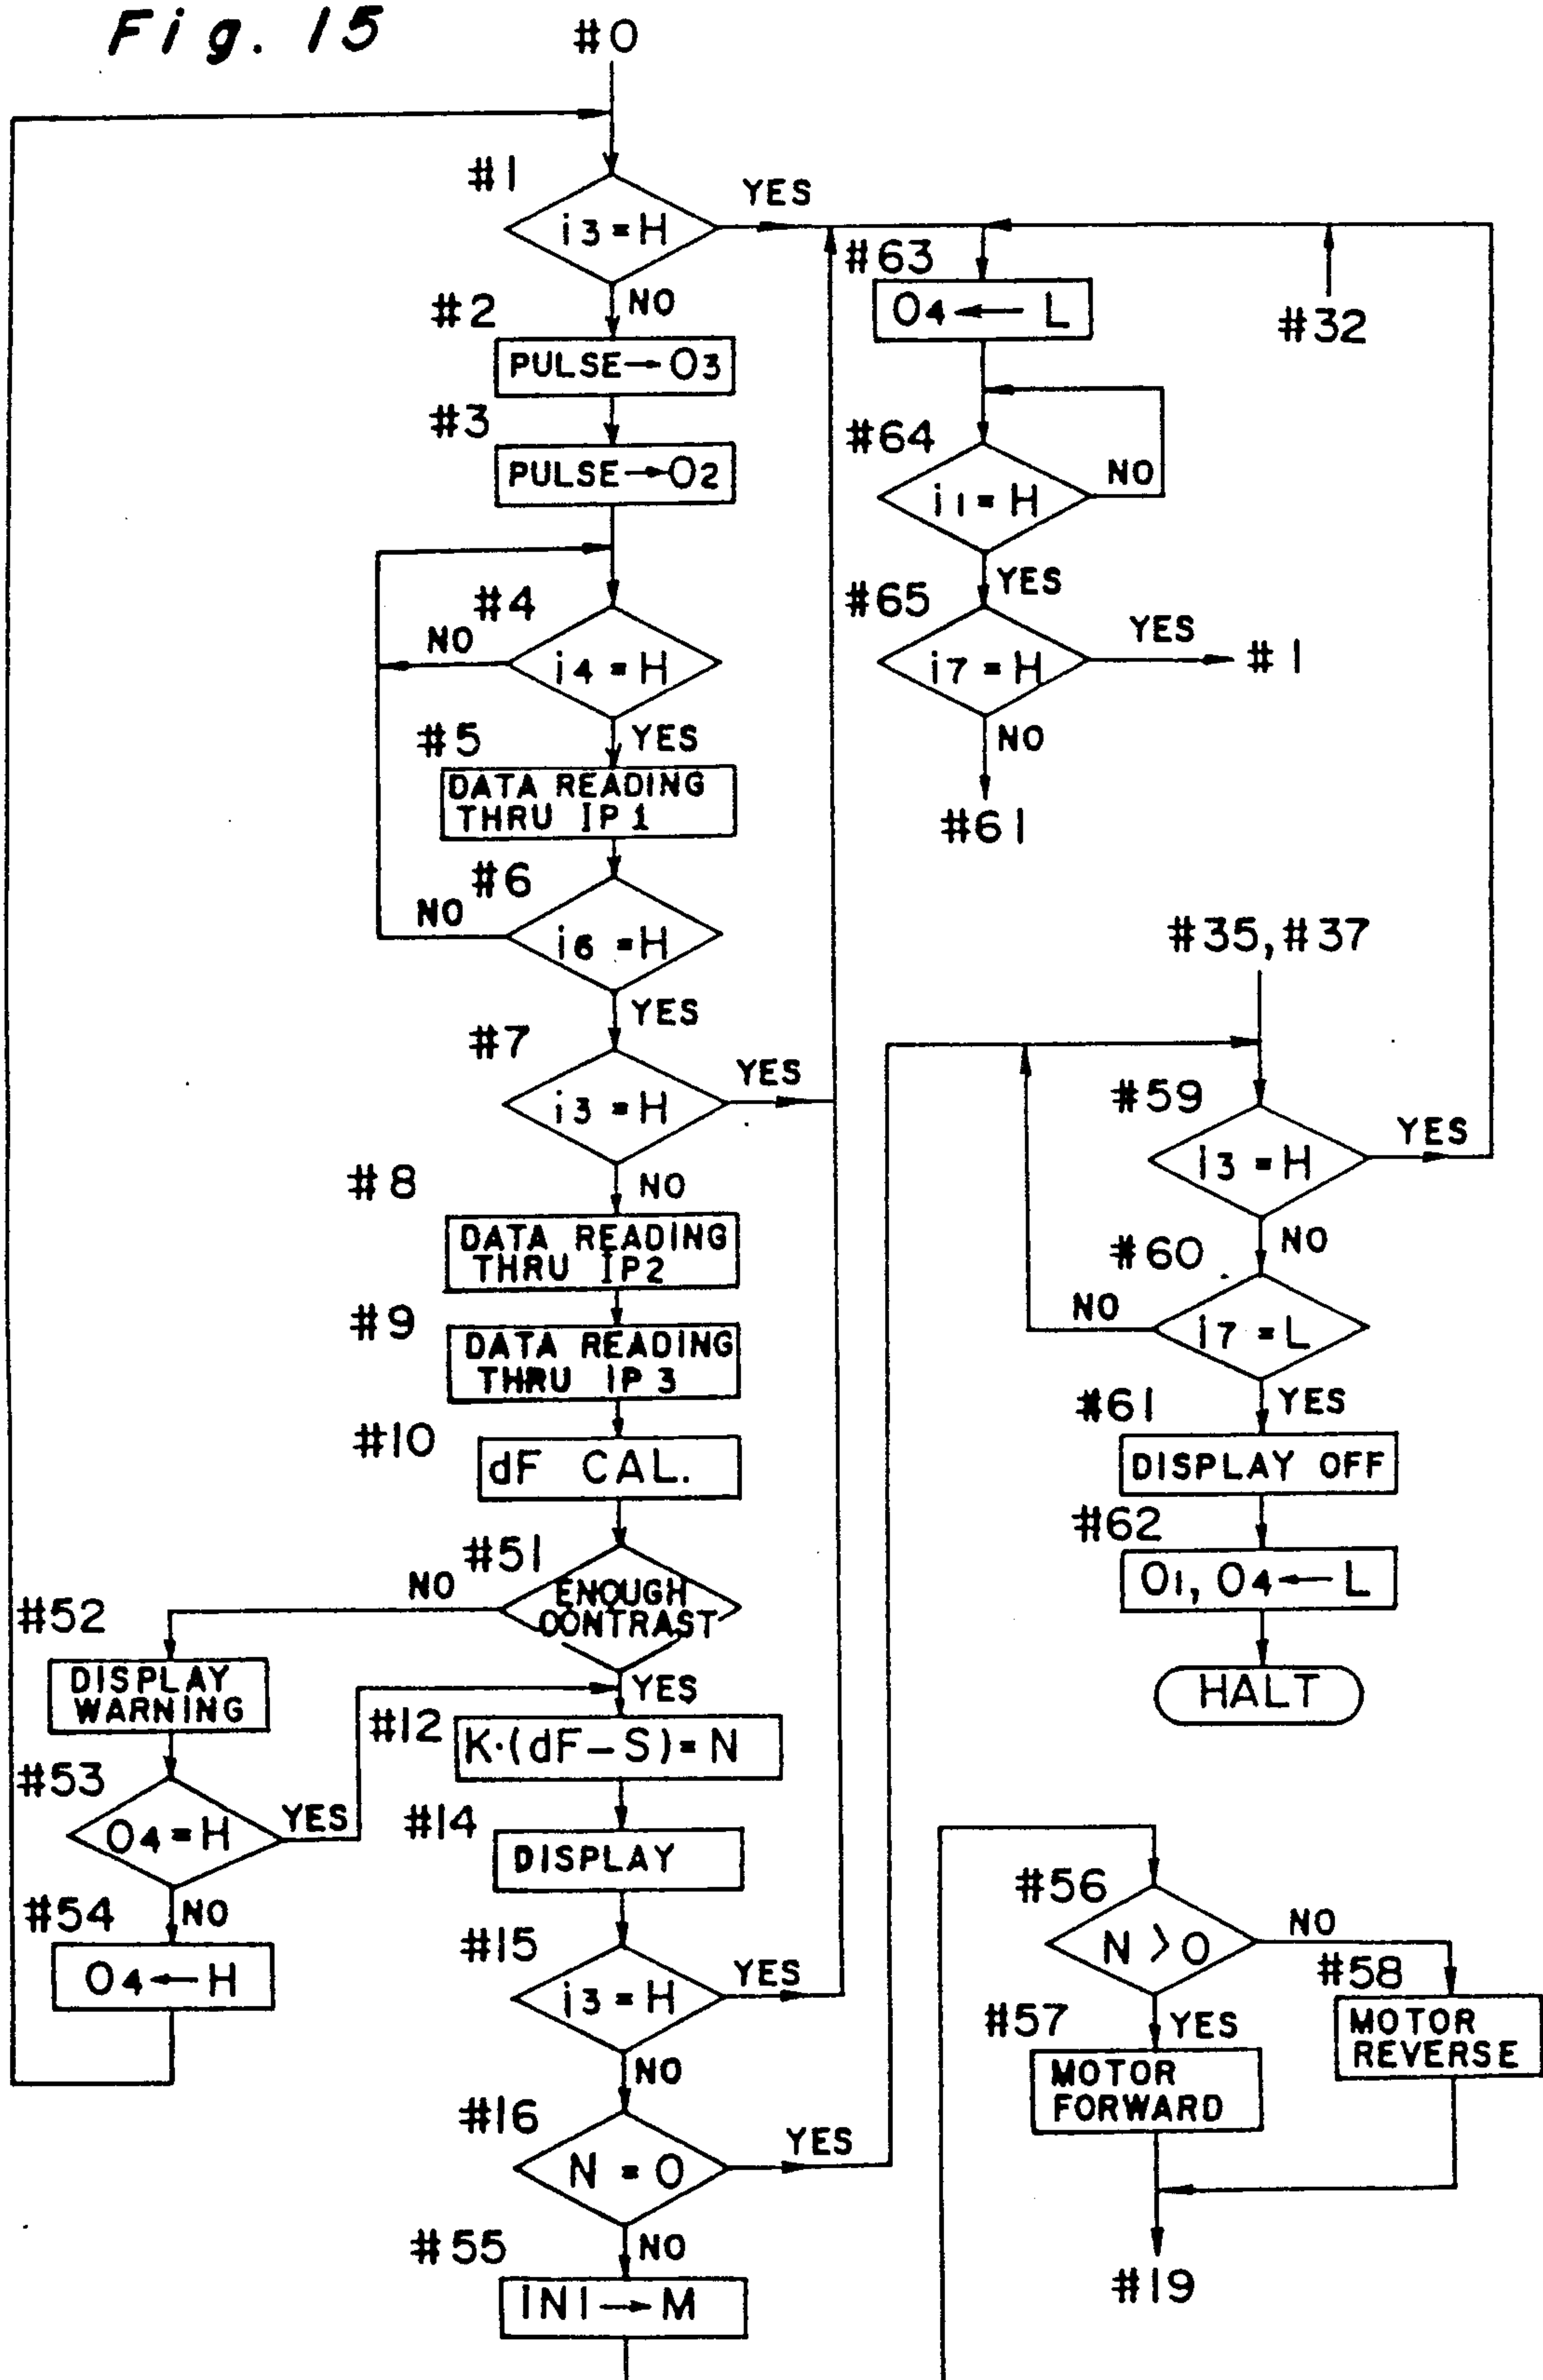 Fig. 15
#0
#1
i3 = H
YES
NO
#2
PULSE → O3
#3
PULSE → O2
#4
i4 = H
NO
YES
#5
DATA READING
THRU IP1
#6
i6 = H
NO
YES
#7
i3 = H
YES
NO
#8
DATA READING
THRU IP2
#9
DATA READING
THRU IP3
#10
dF CAL.
#51
ENOUGH
CONTRAST
NO
YES
#52
DISPLAY
WARNING
#53
O4 = H
YES
NO
#54
O4 ← H
#12
K·(dF-S)=N
#14
DISPLAY
#15
i3 = H
YES
NO
#16
N = 0
YES
NO
#55
|N| → M
#63
O4 ← L
#32
#64
i1 = H
NO
YES
#65
i7 = H
YES
#1
NO
#61
#35, #37
#59
i3 = H
YES
NO
#60
i7 = L
NO
YES
#61
DISPLAY OFF
#62
O1, O4 ← L
HALT
#56
N > 0
NO
YES
#58
MOTOR
REVERSE
#57
MOTOR
FORWARD
#19